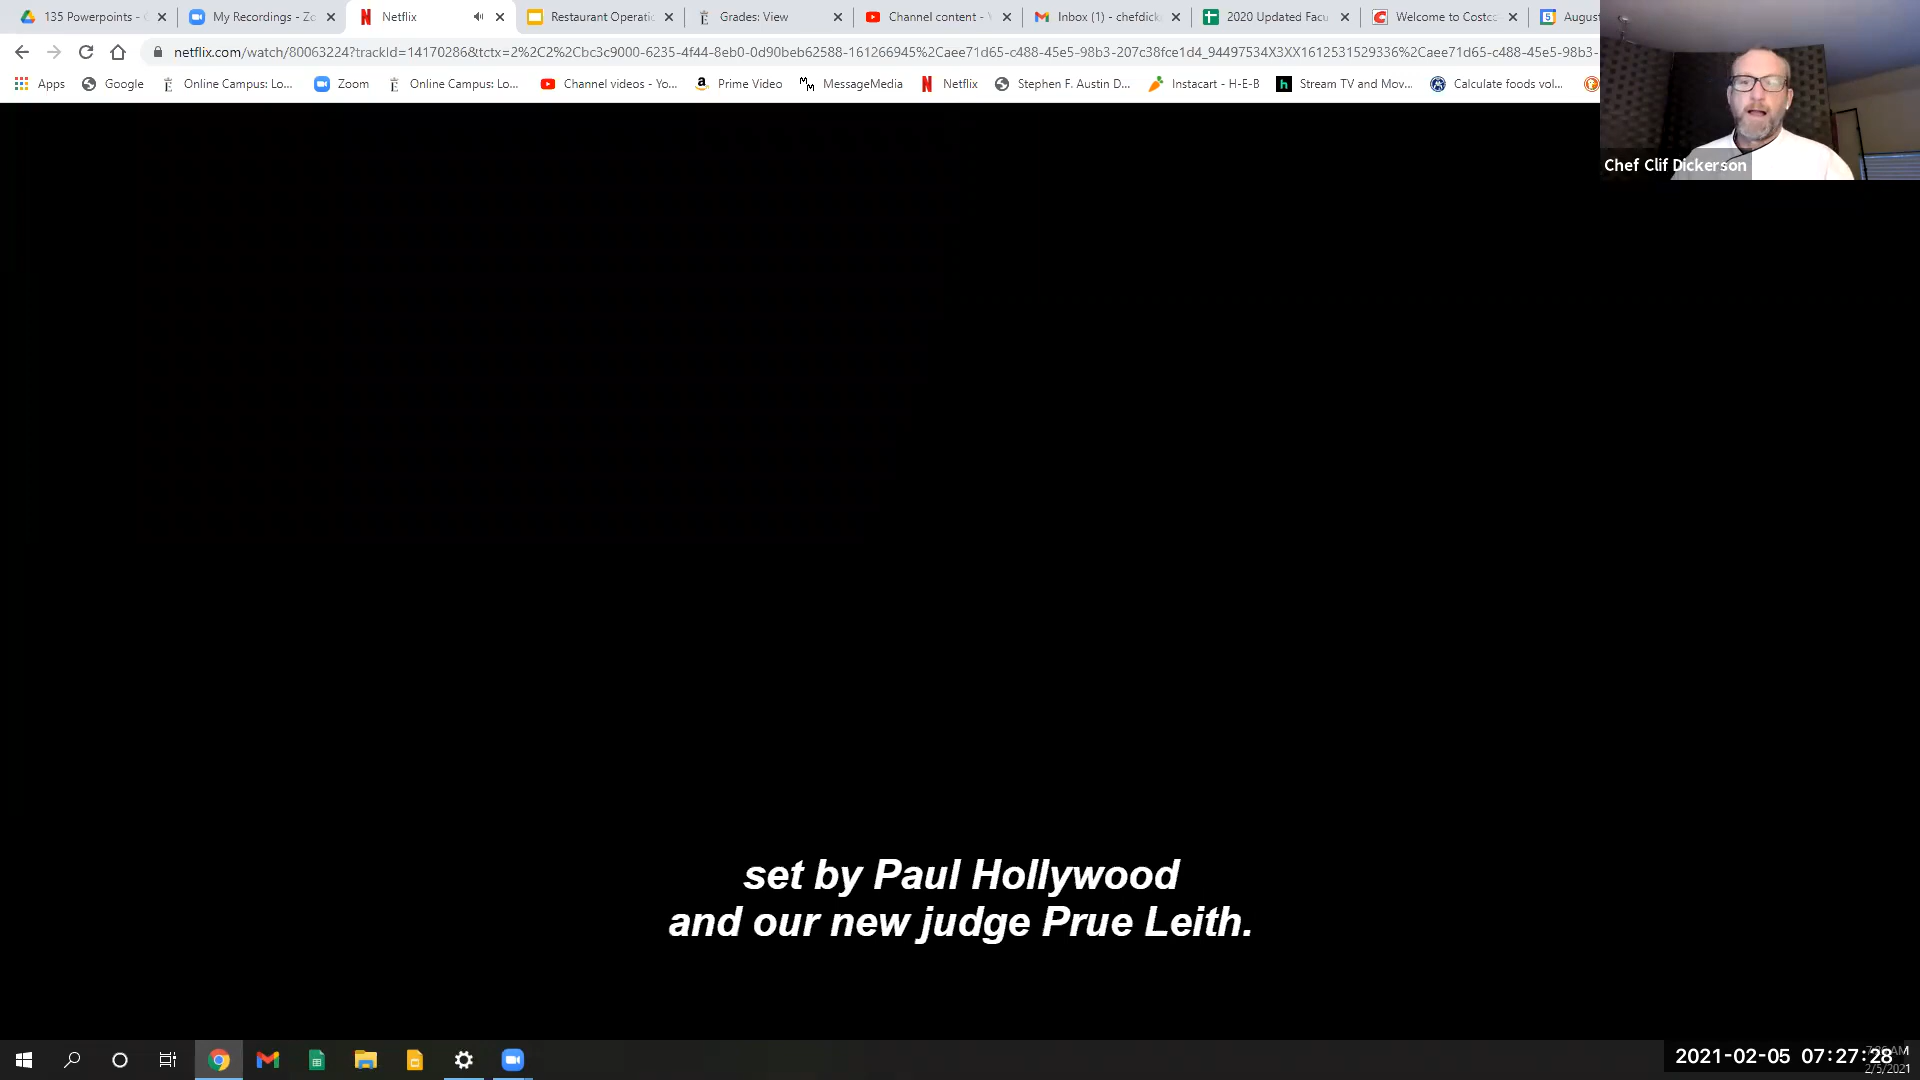 135 Powerpoints -
My Recordings - Zo
Netflix
Restaurant Operatio
Grades: View
Channel content -
Inbox (1) - chefdick
2020 Updated Facu
Welcome to Costco
August
netflix.com/watch/80063224?trackId=14170286&tctx=2%2C2%2Cbc3c9000-6235-4f44-8eb0-0d90beb62588-161266945%2Caee71d65-c488-45e5-98b3-207c38fce1d4_94497534X3XX1612531529336%2Caee71d65-c488-45e5-98b3-
Apps
Google
Online Campus: Lo...
Zoom
Online Campus: Lo...
Channel videos - Yo...
Prime Video
MessageMedia
Netflix
Stephen F. Austin D...
Instacart - H-E-B
Stream TV and Mov...
Calculate foods vol...
Chef Clif Dickerson
set by Paul Hollywood
and our new judge Prue Leith.
2021-02-05 07:27:28
2/5/2021